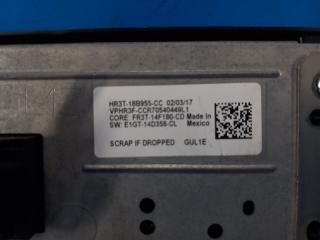 HR3T-18B955-CC 02/03/17
VPHR3F-CCR70540449L1
CORE: FR3T-14F180-CD Made In
SW: E1GT-14D358-CL Mexico
SCRAP IF DROPPED GUL1E